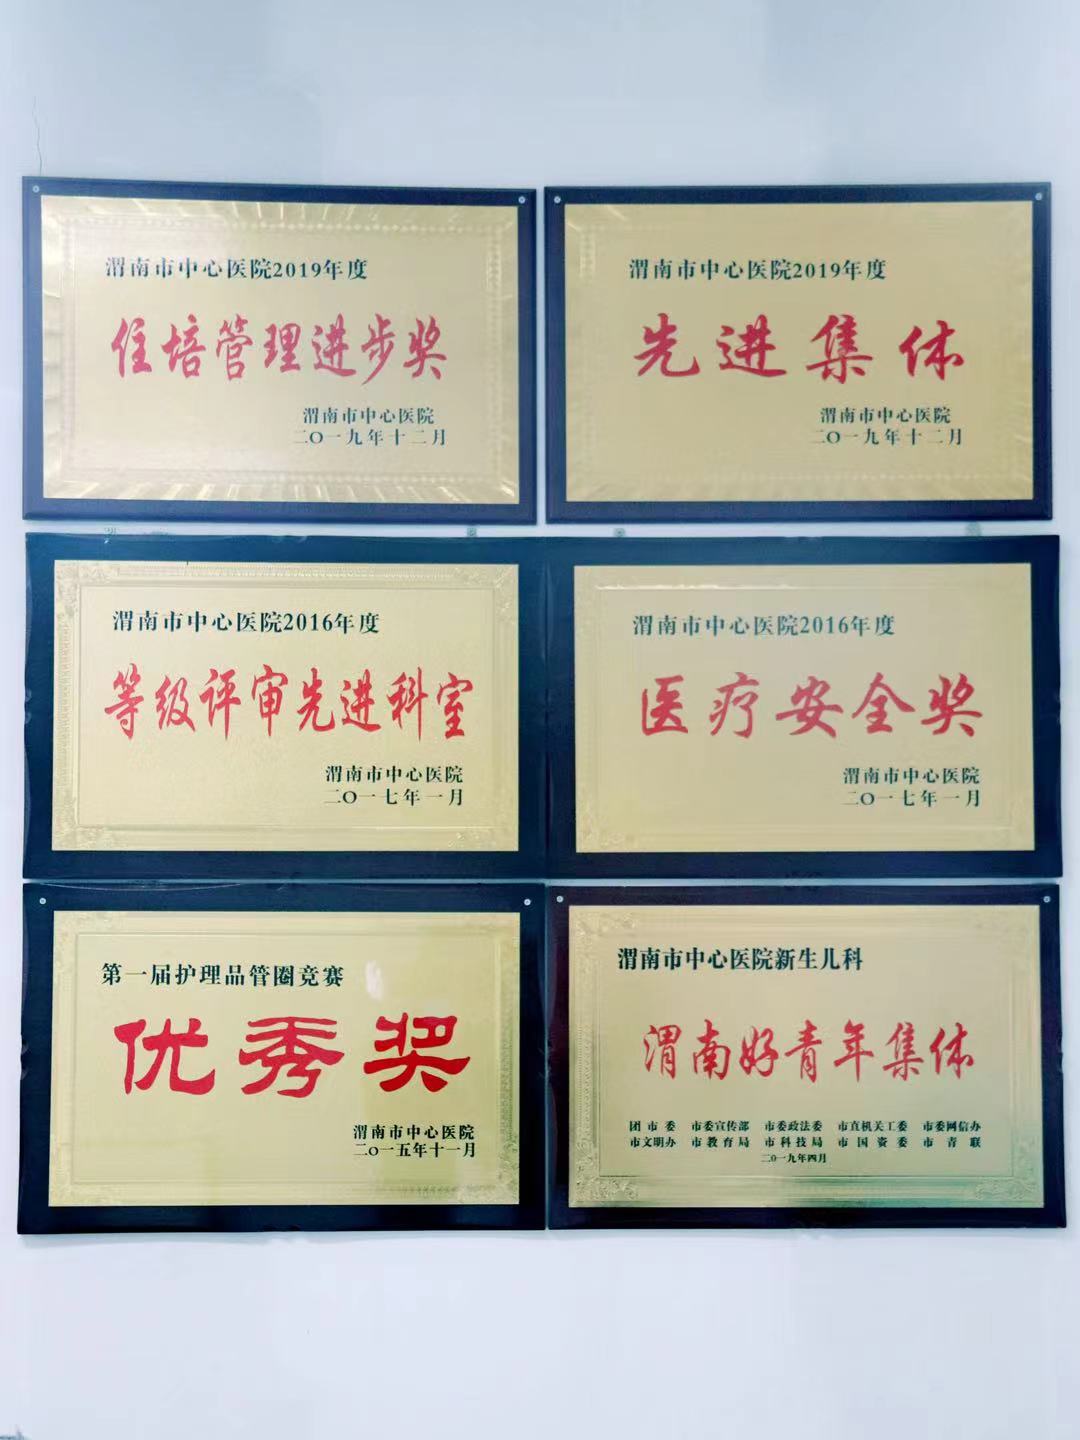 渭南市中心医院2019年度
住培管理进步奖
渭南市中心医院
二〇一九年十二月
渭南市中心医院2019年度
先进集体
渭南市中心医院
二〇一九年十二月
渭南市中心医院2016年度
等级评审先进科室
渭南市中心医院
二〇一七年一月
渭南市中心医院2016年度
医疗安全奖
渭南市中心医院
二〇一七年一月
第一届护理品管圈竞赛
优秀奖
渭南市中心医院
二〇一五年十一月
渭南市中心医院新生儿科
渭南好青年集体
团市委 市委宣传部 市委政法委 市直机关工委 市委网信办
市文明办 市教育局 市科技局 市国资委 市青联
二〇一九年四月